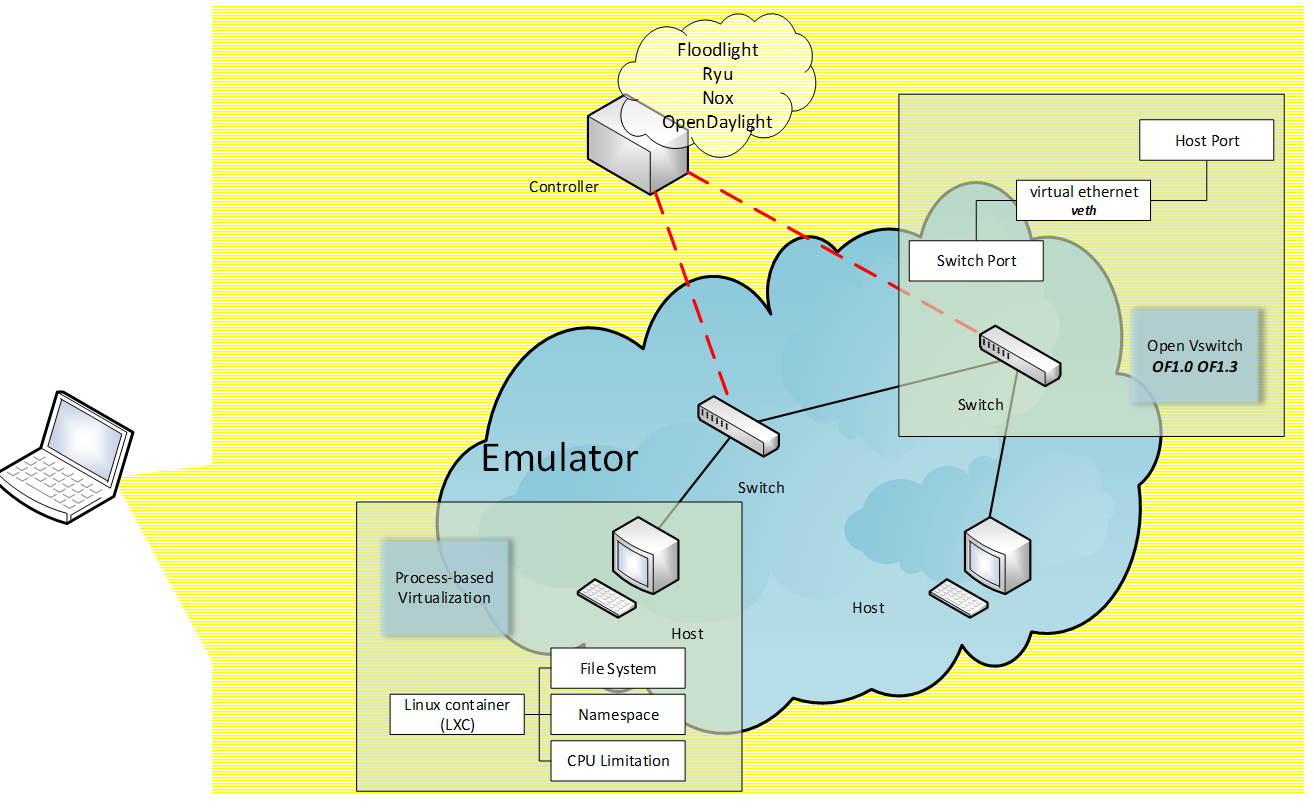 Floodlight
Ryu
Nox
OpenDaylight
Controller
Host Port
virtual ethernet
veth
Switch Port
Open Vswitch
OF1.0 OF1.3
Switch
Emulator
Switch
Process-based
Virtualization
Host
Host
File System
Linux container
(LXC)
Namespace
CPU Limitation